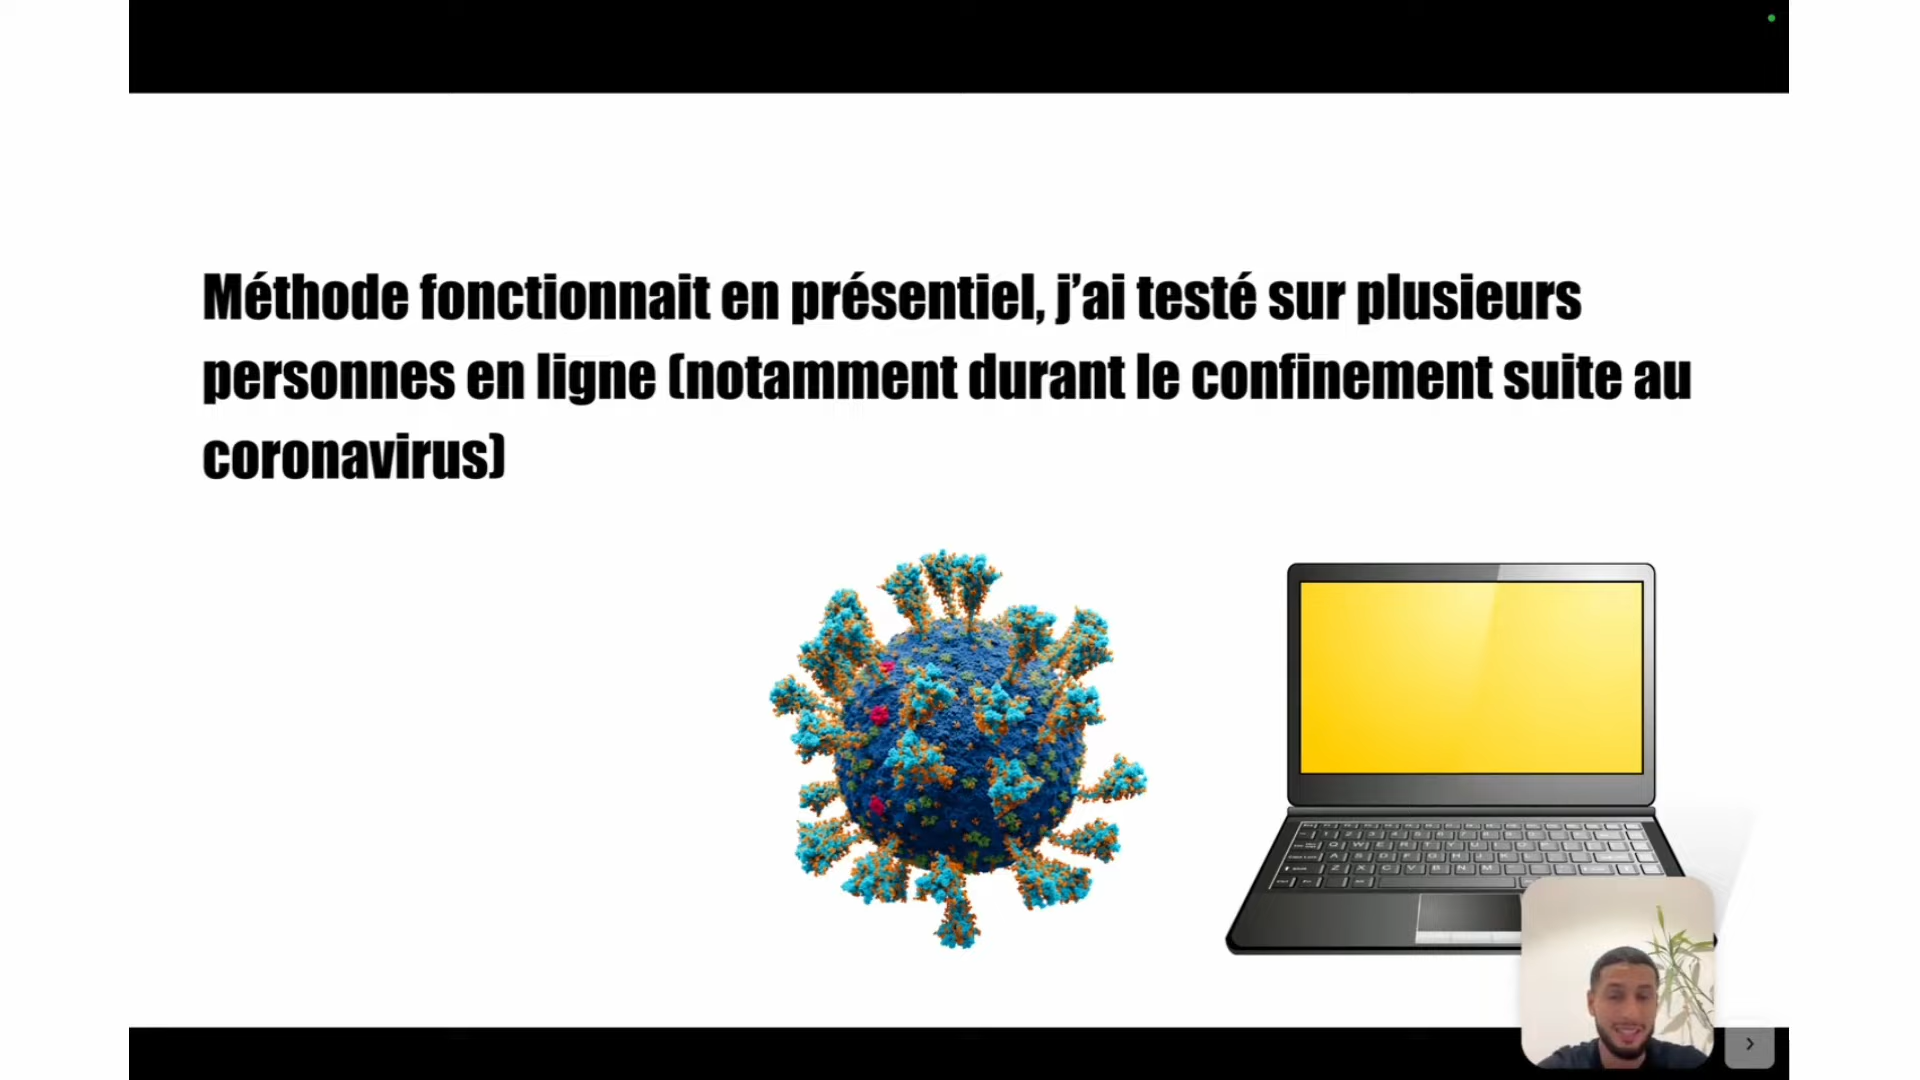 Méthode fonctionnait en présentiel, j’ai testé sur plusieurs
personnes en ligne (notamment durant le confinement suite au
coronavirus)